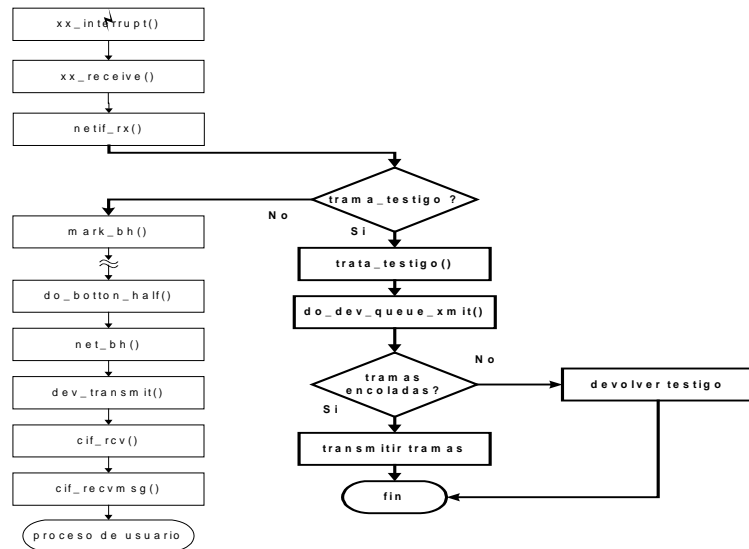 xx_interrupt()
xx_receive()
netif_rx()
trama_testigo ?
No
Si
mark_bh()
trata_testigo()
do_botton_half()
do_dev_queue_xmit()
net_bh()
No
tramas
encoladas?
devolver testigo
dev_transmit()
Si
cif_rcv()
transmitir tramas
cif_recvmsg()
fin
proceso de usuario